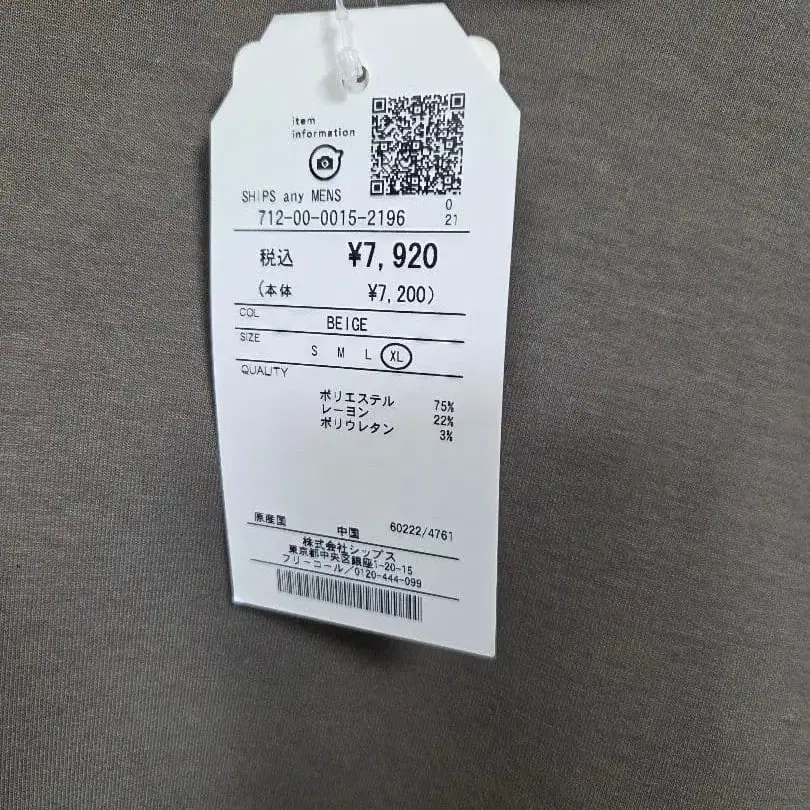 item
information
SHIPS any MENS
0
712-00-0015-2196 21
税込 ¥7,920
(本体 ¥7,200)
COL
BEIGE
SIZE
S M L XL
QUALITY
ポリエステル 75%
レーヨン 22%
ポリウレタン 3%
原産国 中国 60222/4761
株式会社シップス
東京都中央区銀座1-20-15
フリーコール/0120-444-099